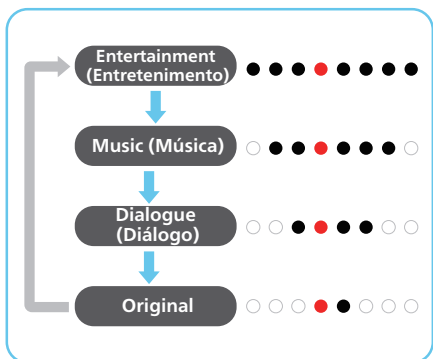 Entertainment
(Entretenimento)
Music (Música)
Dialogue
(Diálogo)
Original